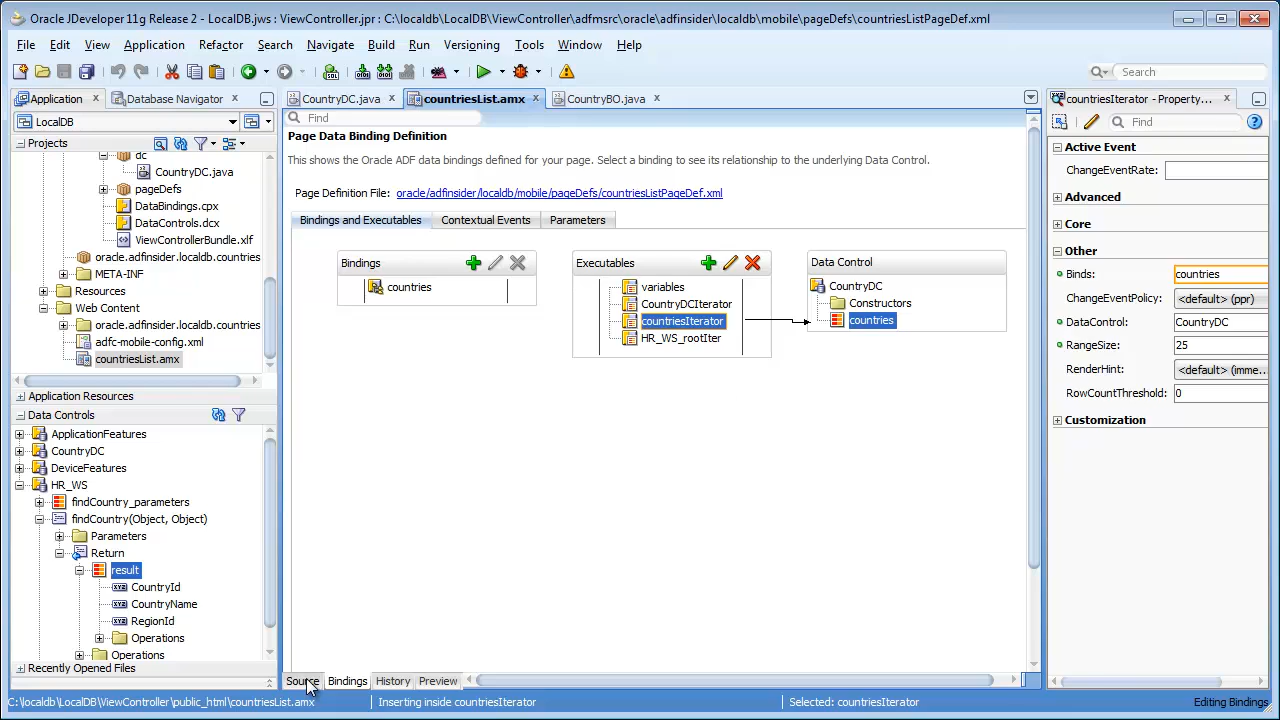 Oracle JDeveloper 11g Release 2 - LocalDB.jws : ViewController.jpr : C:\localdb\LocalDB\ViewController\adfmsrc\oracle\adfinsider\localdb\mobile\pageDefs\countriesListPageDef.xml
File Edit View Application Refactor Search Navigate Build Run Versioning Tools Window Help
Search
Application
Database Navigator
CountryDC.java
countriesList.amx
CountryBO.java
countriesIterator - Property...
LocalDB
Find
Find
Projects
dc
CountryDC.java
pageDefs
DataBindings.cpx
DataControls.dcx
ViewControllerBundle.xlf
oracle.adfinsider.localdb.countries
META-INF
Resources
Web Content
oracle.adfinsider.localdb.countries
adfc-mobile-config.xml
countriesList.amx
Application Resources
Data Controls
ApplicationFeatures
CountryDC
DeviceFeatures
HR_WS
findCountry_parameters
findCountry(Object, Object)
Parameters
Return
result
CountryId
CountryName
RegionId
Operations
Operations
Recently Opened Files
Page Data Binding Definition
This shows the Oracle ADF data bindings defined for your page. Select a binding to see its relationship to the underlying Data Control.
Page Definition File: oracle/adfinsider/localdb/mobile/pageDefs/countriesListPageDef.xml
Bindings and Executables Contextual Events Parameters
Bindings
countries
Executables
variables
CountryDCIterator
countriesIterator
HR_WS_rootIter
Data Control
CountryDC
Constructors
countries
Source Bindings History Preview
Active Event
ChangeEventRate:
Advanced
Core
Other
Binds: countries
ChangeEventPolicy: <default> (ppr)
DataControl: CountryDC
RangeSize: 25
RenderHint: <default> (imme...
RowCountThreshold: 0
Customization
C:\localdb\LocalDB\ViewController\public_html\countriesList.amx
Inserting inside countriesIterator
Selected: countriesIterator
Editing Bindings